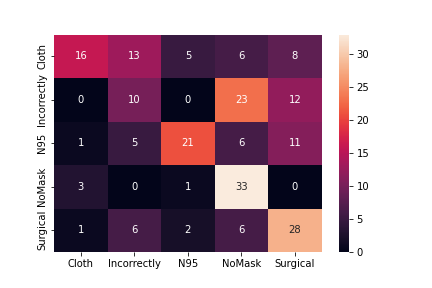 Cloth 16 13 5 6 8
Incorrectly 0 10 0 23 12
N95 1 5 21 6 11
NoMask 3 0 1 33 0
Surgical 1 6 2 6 28
Cloth Incorrectly N95 NoMask Surgical
30
25
20
15
10
5
0